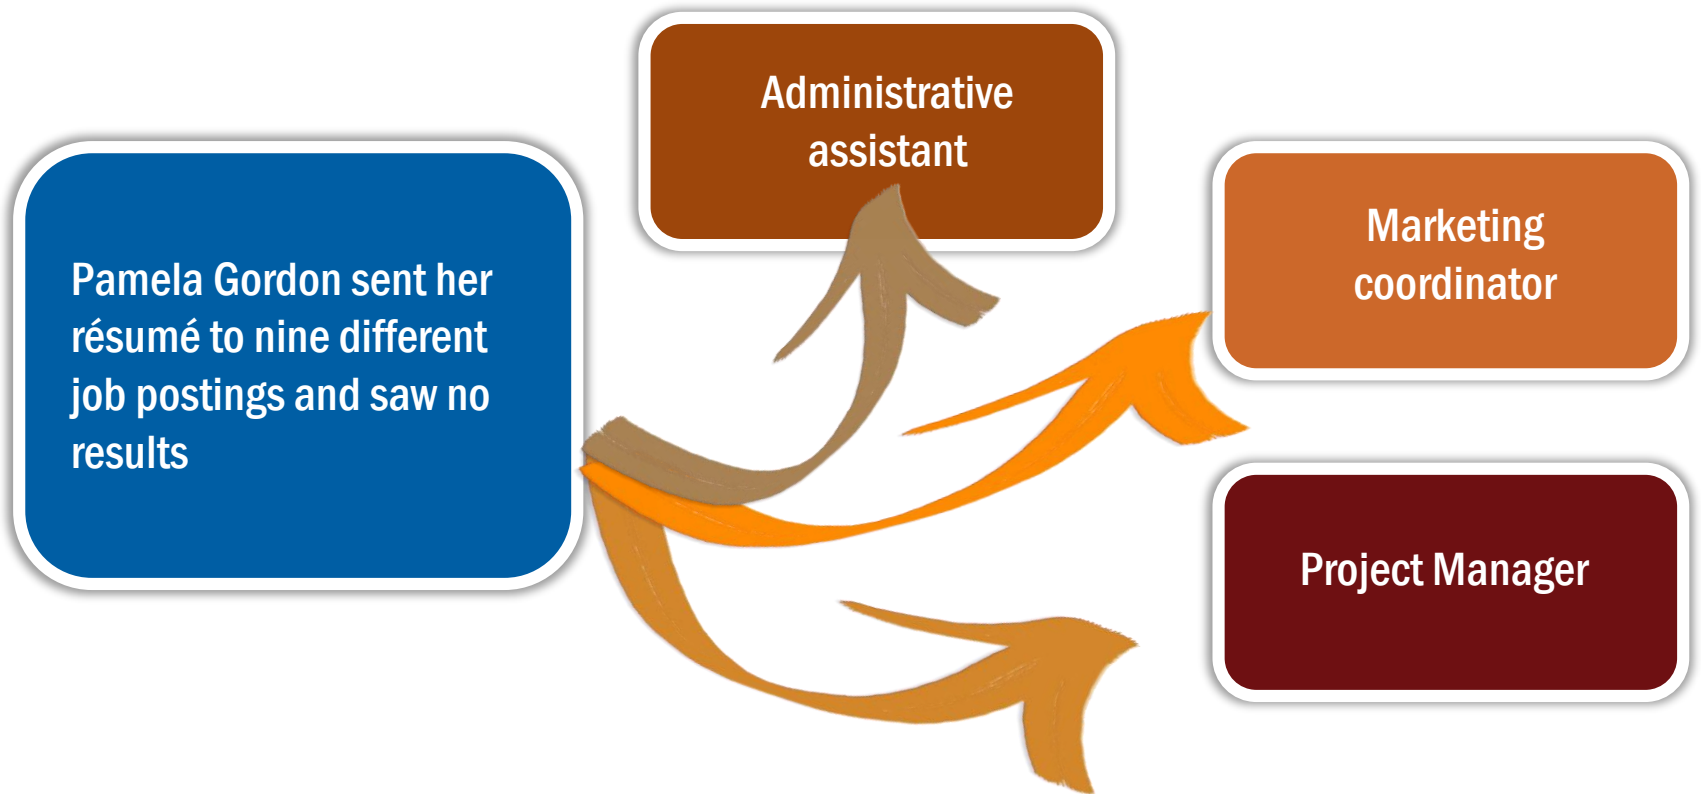 Administrative
assistant
Pamela Gordon sent her
résumé to nine different
job postings and saw no
results
Marketing
coordinator
Project Manager